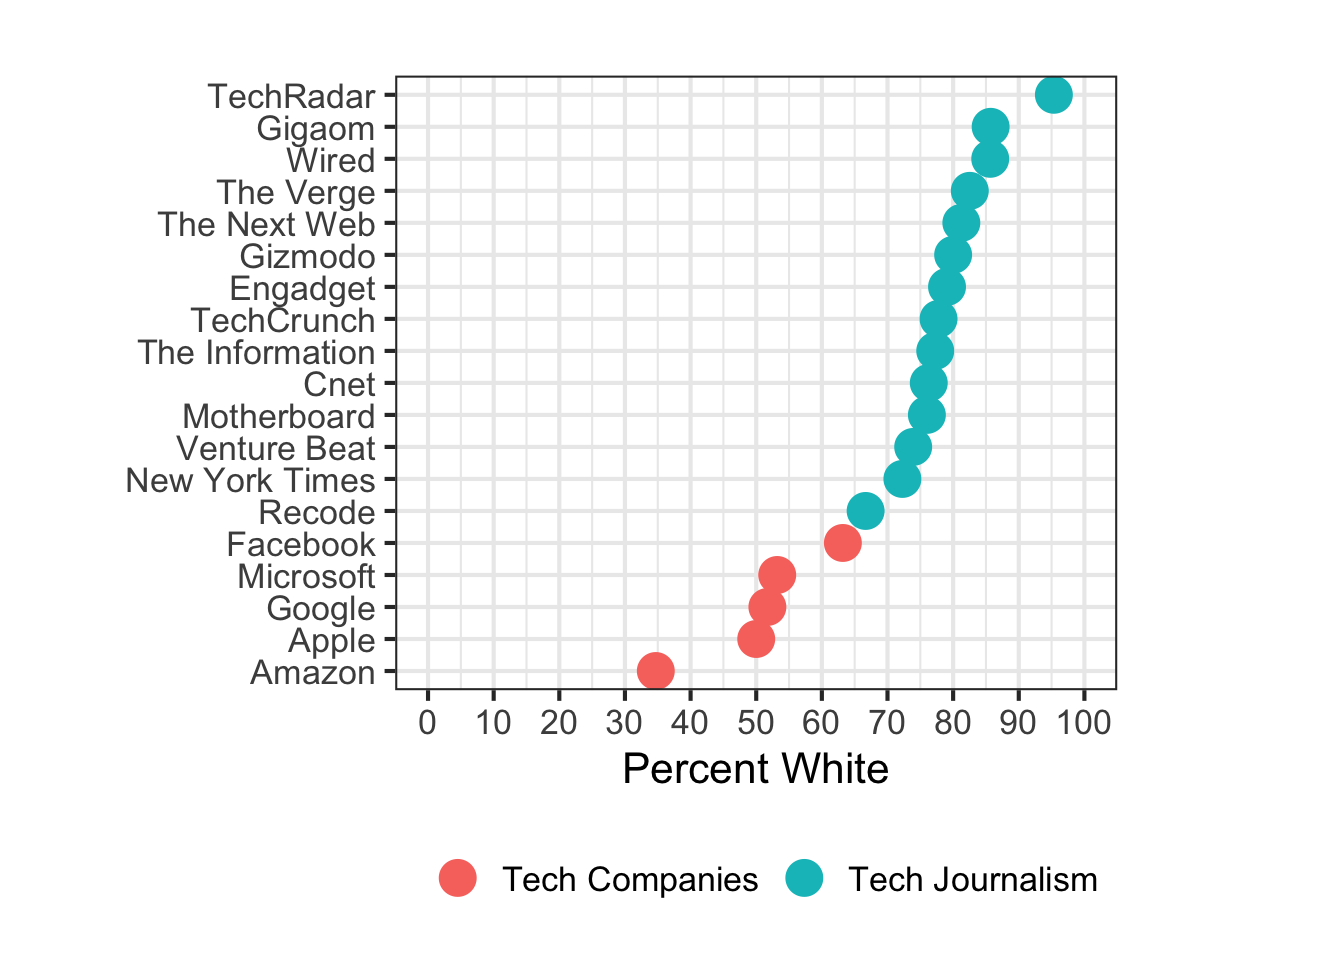 TechRadar
Gigaom
Wired
The Verge
The Next Web
Gizmodo
Engadget
TechCrunch
The Information
Cnet
Motherboard
Venture Beat
New York Times
Recode
Facebook
Microsoft
Google
Apple
Amazon
0 10 20 30 40 50 60 70 80 90 100
Percent White
Tech Companies Tech Journalism